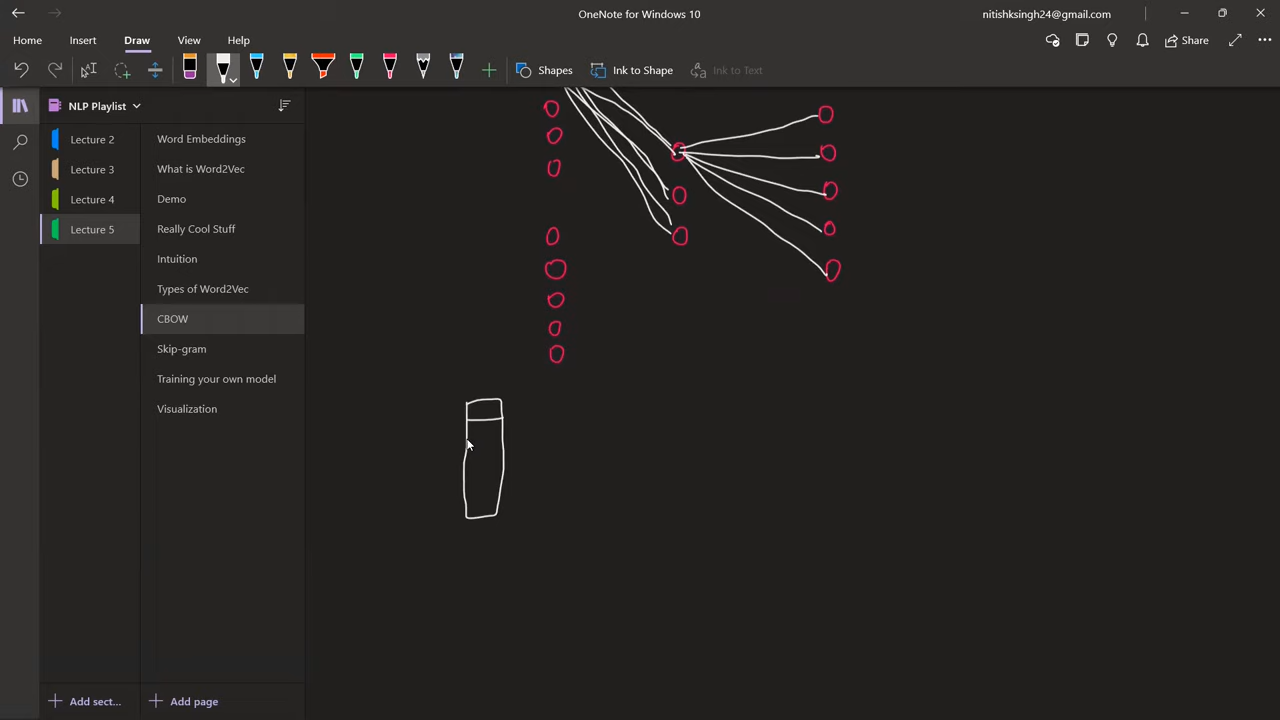 OneNote for Windows 10
nitishksingh24@gmail.com
Home
Insert
Draw
View
Help
Shapes
Ink to Shape
Ink to Text
Share
NLP Playlist
Lecture 2
Lecture 3
Lecture 4
Lecture 5
Word Embeddings
What is Word2Vec
Demo
Really Cool Stuff
Intuition
Types of Word2Vec
CBOW
Skip-gram
Training your own model
Visualization
Add sect...
Add page